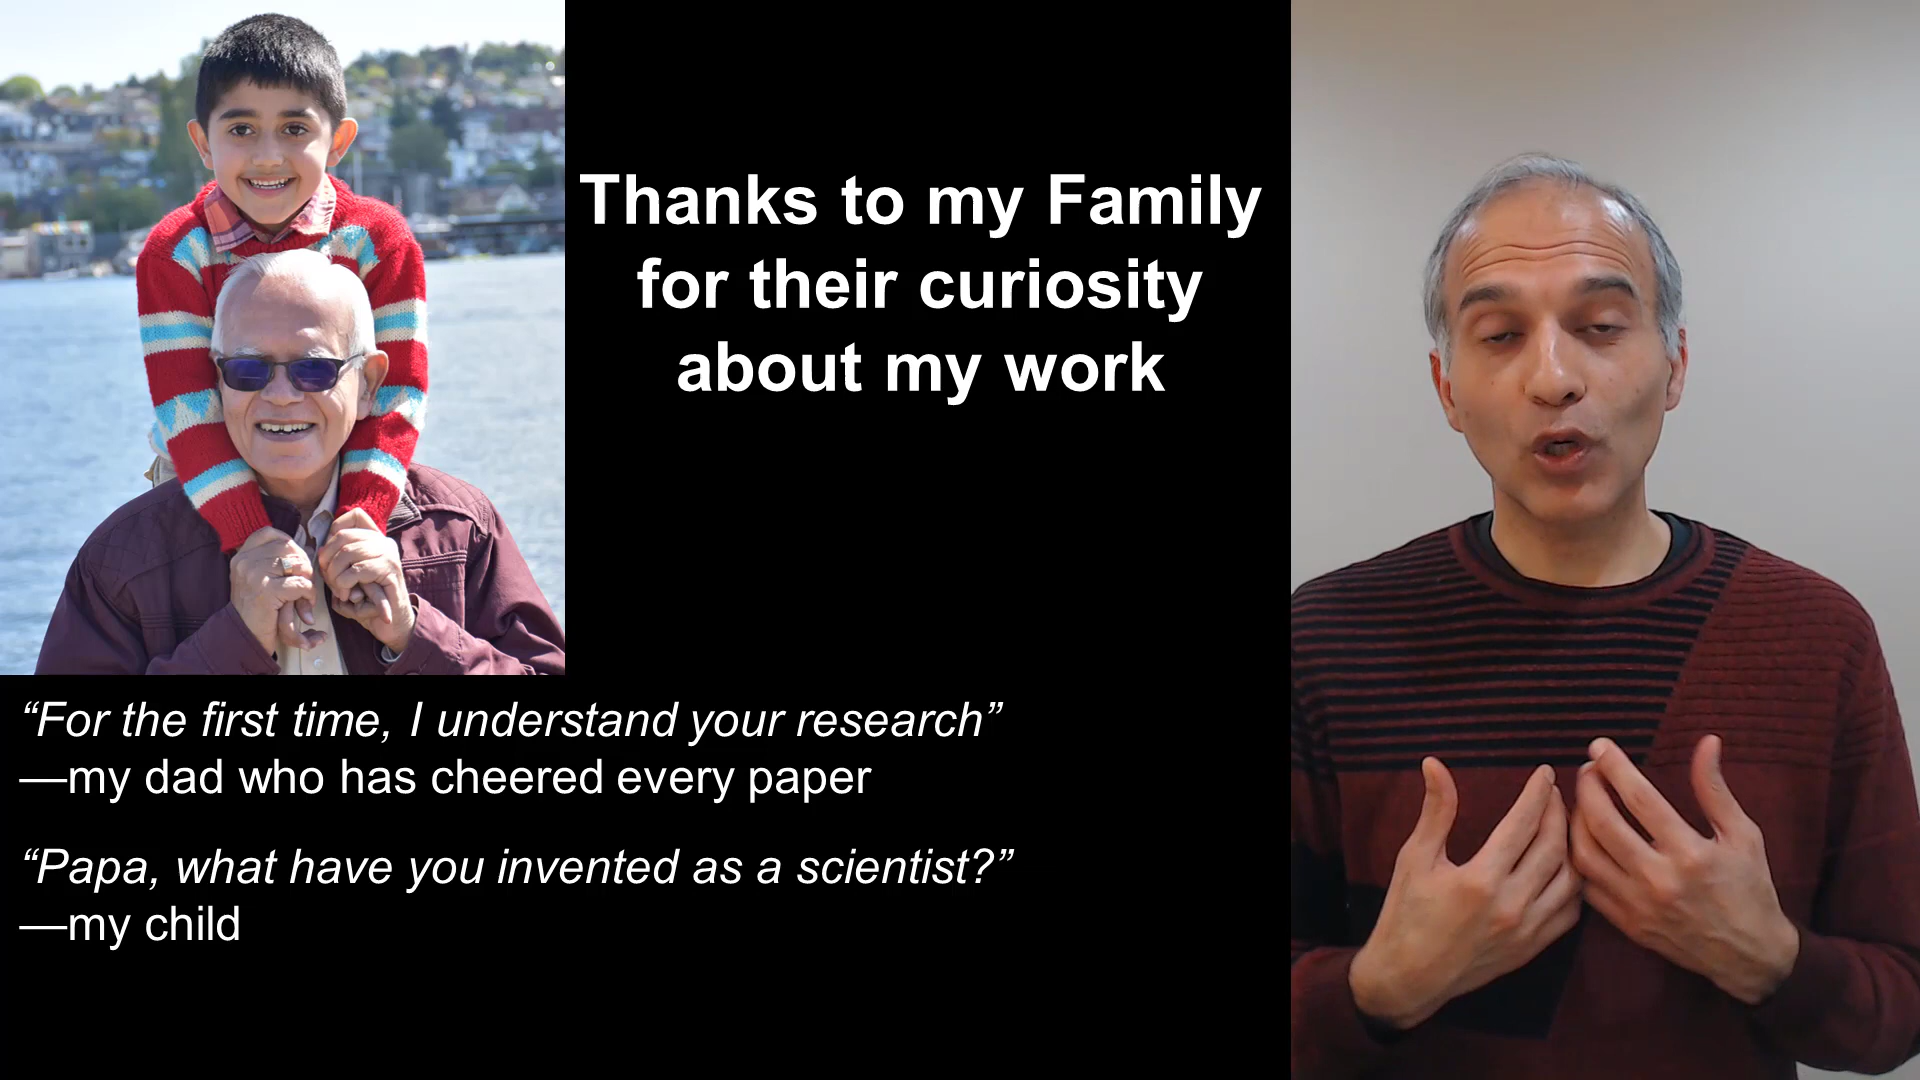 Thanks to my Family
for their curiosity
about my work
“For the first time, I understand your research”
—my dad who has cheered every paper
“Papa, what have you invented as a scientist?”
—my child